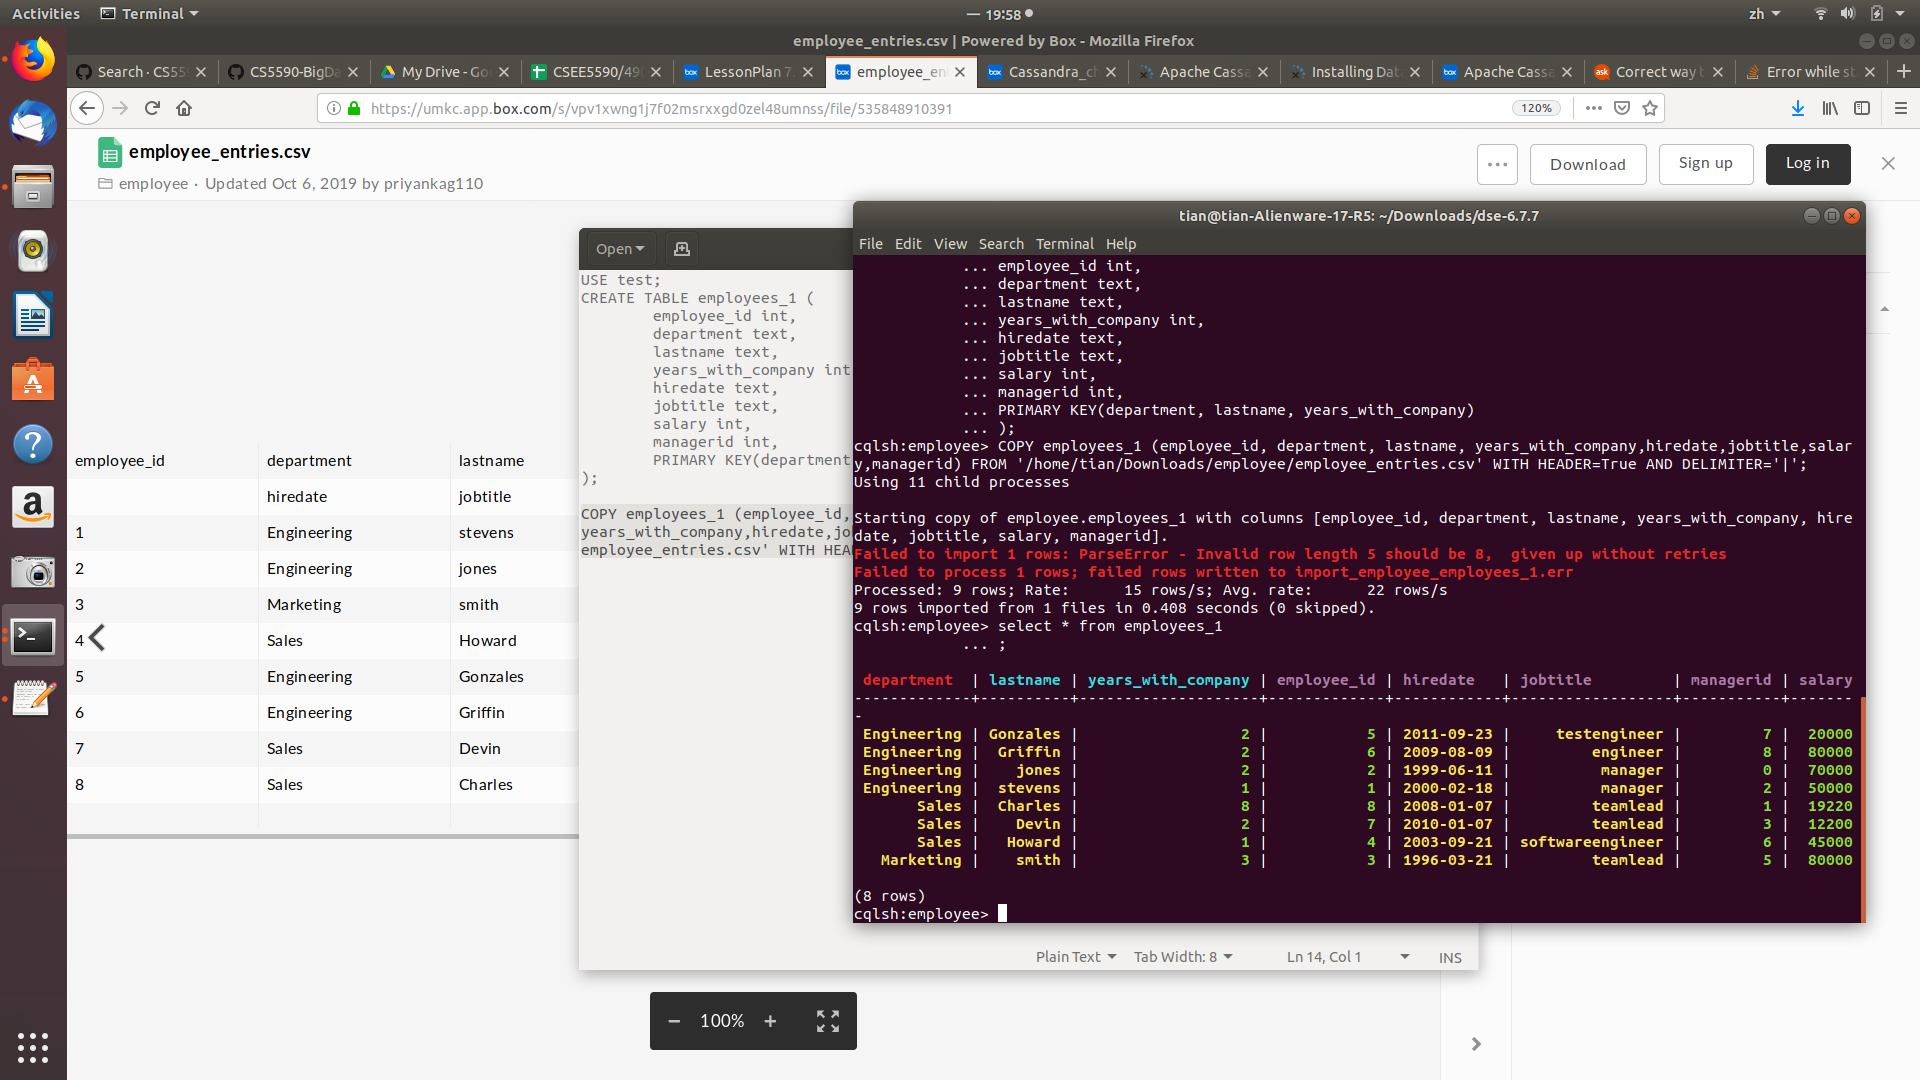 Activities Terminal 19:58 zh
employee_entries.csv | Powered by Box - Mozilla Firefox
Search · CS55 CS5590-BigDa My Drive - Go CSEE5590/490 LessonPlan 7. employee_en Cassandra_ch Apache Cassa Installing Dat Apache Cassa Correct way t Error while st
https://umkc.app.box.com/s/vpv1xwng1j7f02msrxxgd0zel48umnss/file/535848910391 120%
employee_entries.csv
employee · Updated Oct 6, 2019 by priyankag110
Download Sign up Log in
employee_id department lastname
hiredate jobtitle
1 Engineering stevens
2 Engineering jones
3 Marketing smith
4 Sales Howard
5 Engineering Gonzales
6 Engineering Griffin
7 Sales Devin
8 Sales Charles
Open
USE test;
CREATE TABLE employees_1 (
employee_id int,
department text,
lastname text,
years_with_company int
hiredate text,
jobtitle text,
salary int,
managerid int,
PRIMARY KEY(department
);
COPY employees_1 (employee_id,
years_with_company,hiredate,jo
employee_entries.csv' WITH HEA
Plain Text Tab Width: 8 Ln 14, Col 1 INS
tian@tian-Alienware-17-R5: ~/Downloads/dse-6.7.7
File Edit View Search Terminal Help
... employee_id int,
... department text,
... lastname text,
... years_with_company int,
... hiredate text,
... jobtitle text,
... salary int,
... managerid int,
... PRIMARY KEY(department, lastname, years_with_company)
... );
cqlsh:employee> COPY employees_1 (employee_id, department, lastname, years_with_company,hiredate,jobtitle,salar
y,managerid) FROM '/home/tian/Downloads/employee/employee_entries.csv' WITH HEADER=True AND DELIMITER='|';
Using 11 child processes
Starting copy of employee.employees_1 with columns [employee_id, department, lastname, years_with_company, hire
date, jobtitle, salary, managerid].
Failed to import 1 rows: ParseError - Invalid row length 5 should be 8,  given up without retries
Failed to process 1 rows; failed rows written to import_employee_employees_1.err
Processed: 9 rows; Rate:      15 rows/s; Avg. rate:      22 rows/s
9 rows imported from 1 files in 0.408 seconds (0 skipped).
cqlsh:employee> select * from employees_1
... ;
department | lastname | years_with_company | employee_id | hiredate | jobtitle | managerid | salary
------------+----------+--------------------+-------------+------------+------------------+-----------+-------
-
Engineering | Gonzales | 2 | 5 | 2011-09-23 | testengineer | 7 | 20000
Engineering | Griffin | 2 | 6 | 2009-08-09 | engineer | 8 | 80000
Engineering | jones | 2 | 2 | 1999-06-11 | manager | 0 | 70000
Engineering | stevens | 1 | 1 | 2000-02-18 | manager | 2 | 50000
Sales | Charles | 8 | 8 | 2008-01-07 | teamlead | 1 | 19220
Sales | Devin | 2 | 7 | 2010-01-07 | teamlead | 3 | 12200
Sales | Howard | 1 | 4 | 2003-09-21 | softwareengineer | 6 | 45000
Marketing | smith | 3 | 3 | 1996-03-21 | teamlead | 5 | 80000
(8 rows)
cqlsh:employee>
100%